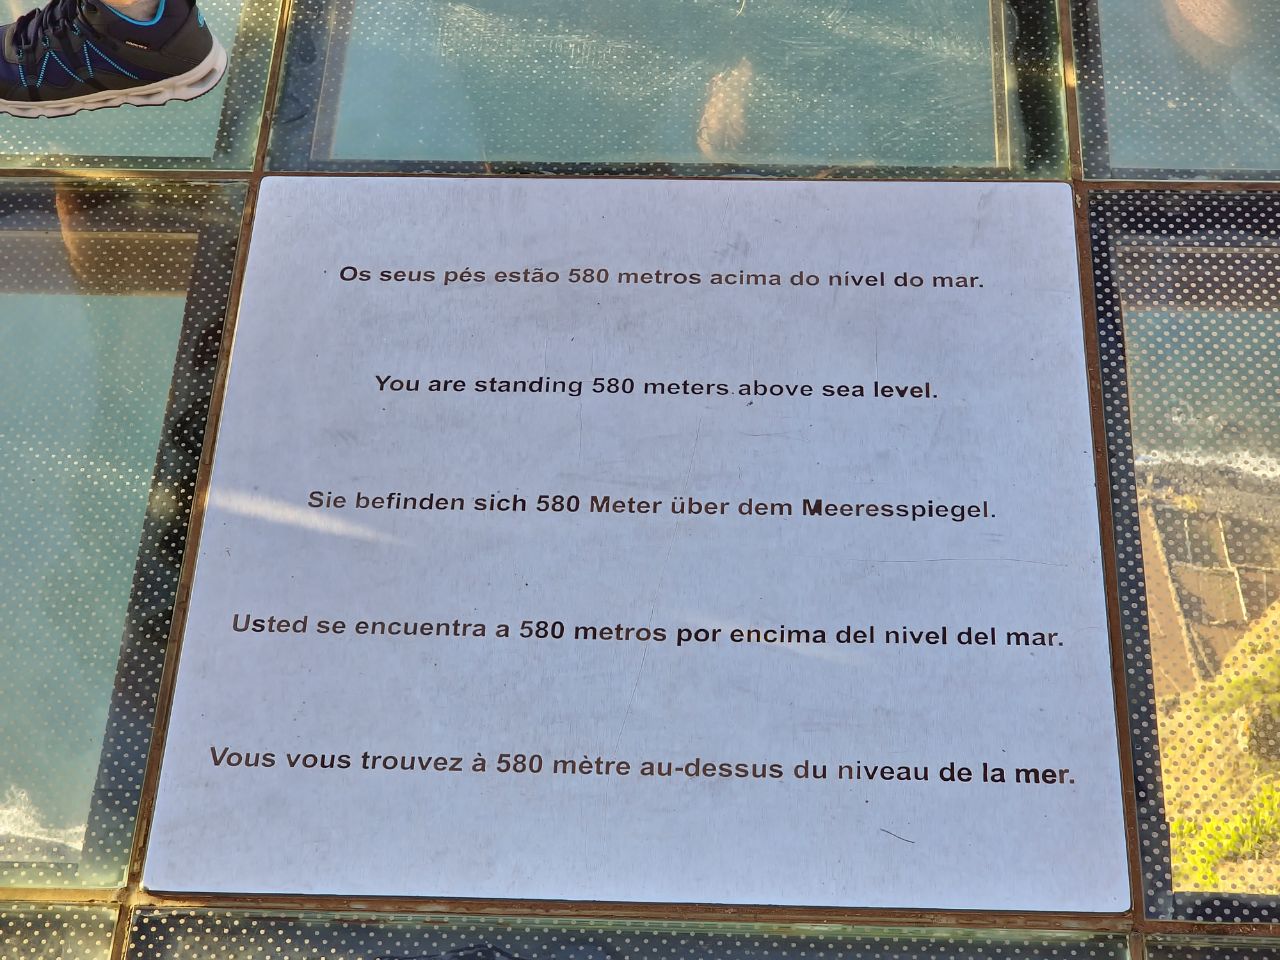 Os seus pés estão 580 metros acima do nível do mar.
You are standing 580 meters above sea level.
Sie befinden sich 580 Meter über dem Meeresspiegel.
Usted se encuentra a 580 metros por encima del nivel del mar.
Vous vous trouvez à 580 mètre au-dessus du niveau de la mer.